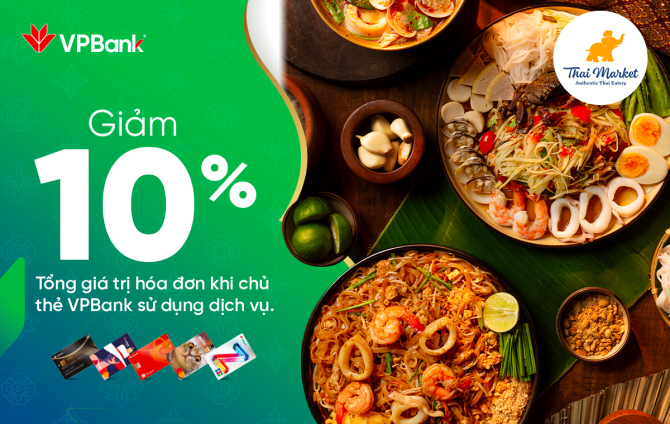 VPBank
Thai Market
Authentic Thai Eatery
Giảm
10%
Tổng giá trị hóa đơn khi chủ
thẻ VPBank sử dụng dịch vụ.